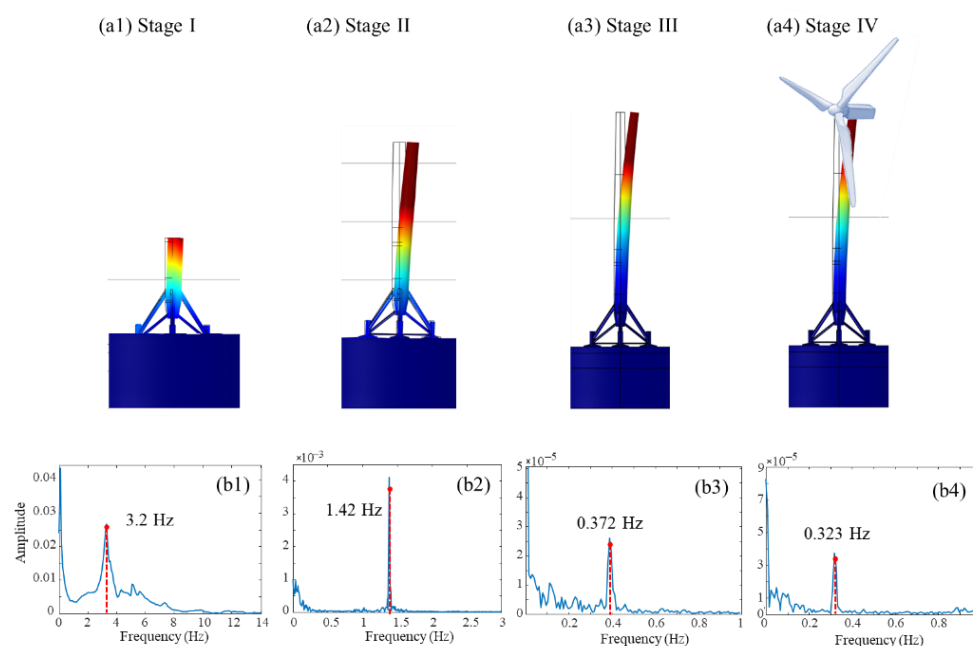 (a1) Stage I
(a2) Stage II
(a3) Stage III
(a4) Stage IV
(b1)
3.2 Hz
Amplitude
0.04
0.03
0.02
0.01
0
0 2 4 6 8 10 12 14
Frequency (Hz)
×10⁻³
(b2)
1.42 Hz
4
3
2
1
0
0 0.5 1 1.5 2 2.5 3
Frequency (Hz)
×10⁻⁵
(b3)
0.372 Hz
5
4
3
2
1
0
0.2 0.4 0.6 0.8 1
Frequency (Hz)
×10⁻⁵
(b4)
0.323 Hz
9
7
5
3
1
0
0 0.2 0.4 0.6 0.8
Frequency (Hz)